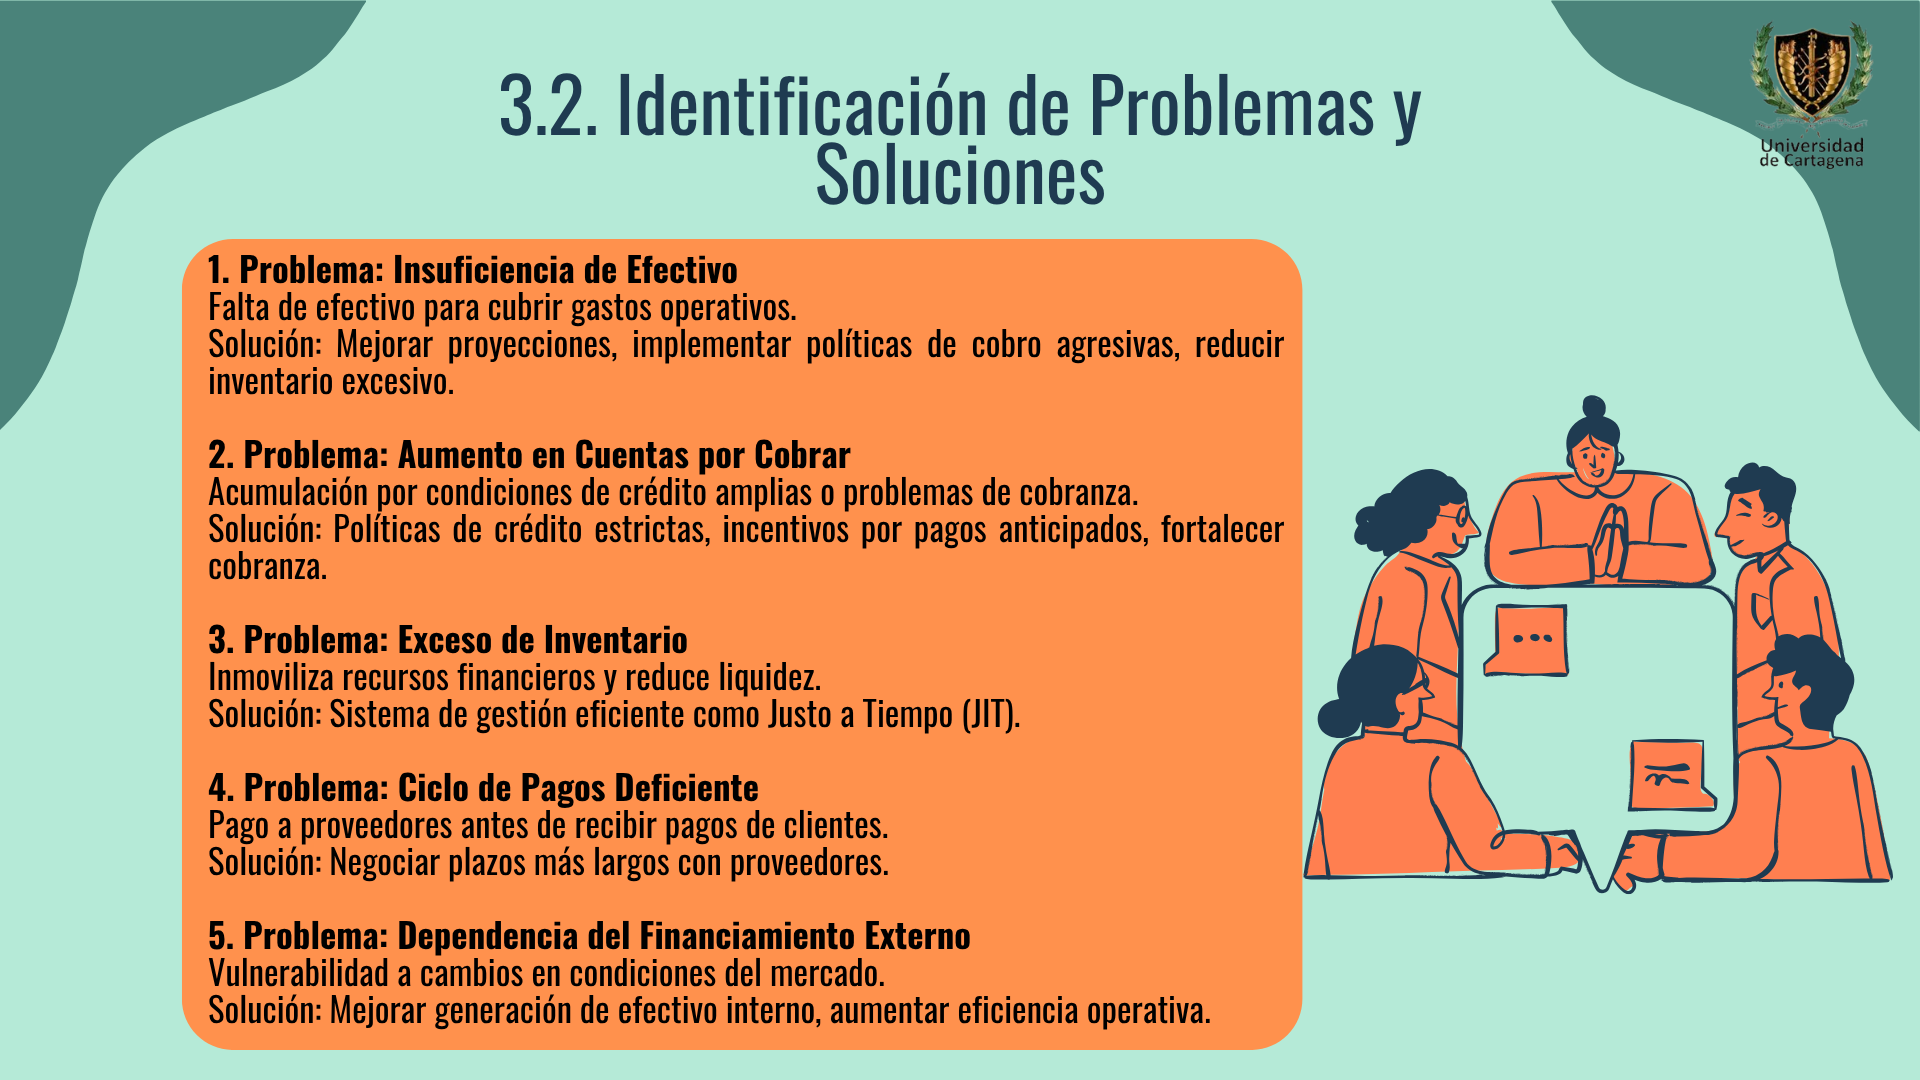 3.2. Identificación de Problemas y
Soluciones
Universidad
de Cartagena
1. Problema: Insuficiencia de Efectivo
Falta de efectivo para cubrir gastos operativos.
Solución: Mejorar proyecciones, implementar políticas de cobro agresivas, reducir
inventario excesivo.
2. Problema: Aumento en Cuentas por Cobrar
Acumulación por condiciones de crédito amplias o problemas de cobranza.
Solución: Políticas de crédito estrictas, incentivos por pagos anticipados, fortalecer
cobranza.
3. Problema: Exceso de Inventario
Inmoviliza recursos financieros y reduce liquidez.
Solución: Sistema de gestión eficiente como Justo a Tiempo (JIT).
4. Problema: Ciclo de Pagos Deficiente
Pago a proveedores antes de recibir pagos de clientes.
Solución: Negociar plazos más largos con proveedores.
5. Problema: Dependencia del Financiamiento Externo
Vulnerabilidad a cambios en condiciones del mercado.
Solución: Mejorar generación de efectivo interno, aumentar eficiencia operativa.